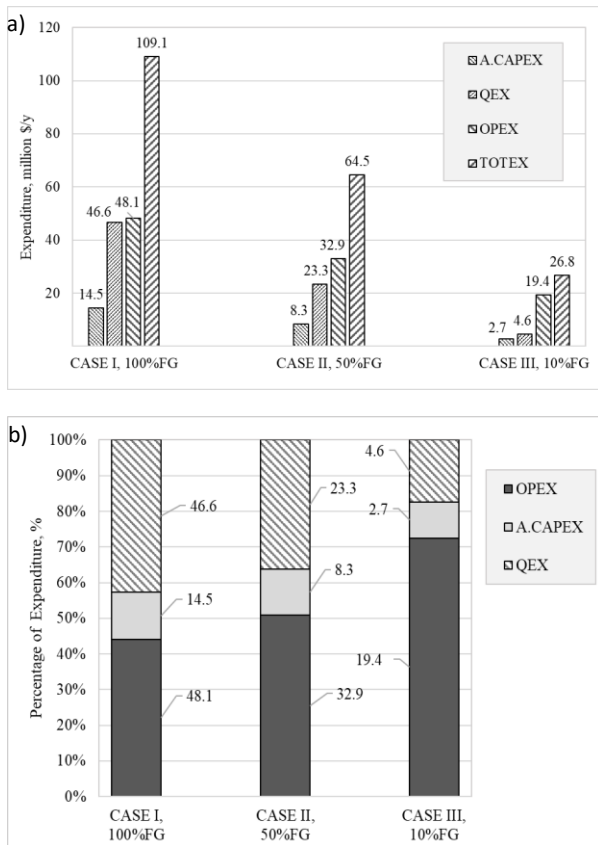 a)
120
100
80
60
40
20
Expenditure, million $/y
109.1
46.6
48.1
14.5
64.5
32.9
23.3
8.3
26.8
19.4
4.6
2.7
A.CAPEX
QEX
OPEX
TOTEX
CASE I, 100%FG
CASE II, 50%FG
CASE III, 10%FG
b)
100%
90%
80%
70%
60%
50%
40%
30%
20%
10%
0%
Percentage of Expenditure, %
46.6
14.5
48.1
23.3
8.3
32.9
4.6
2.7
19.4
OPEX
A.CAPEX
QEX
CASE I,
100%FG
CASE II,
50%FG
CASE III,
10%FG